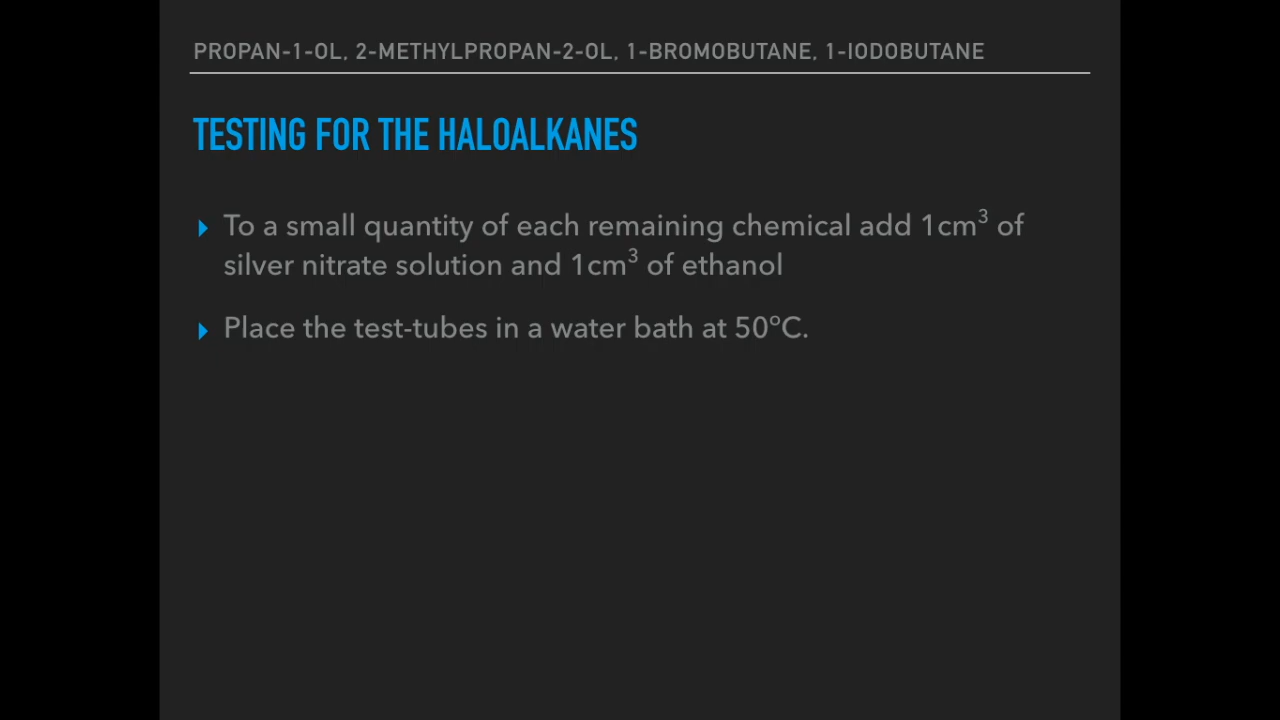 PROPAN-1-OL, 2-METHYLPROPAN-2-OL, 1-BROMOBUTANE, 1-IODOBUTANE
TESTING FOR THE HALOALKANES
To a small quantity of each remaining chemical add 1cm³ of
silver nitrate solution and 1cm³ of ethanol
Place the test-tubes in a water bath at 50ºC.